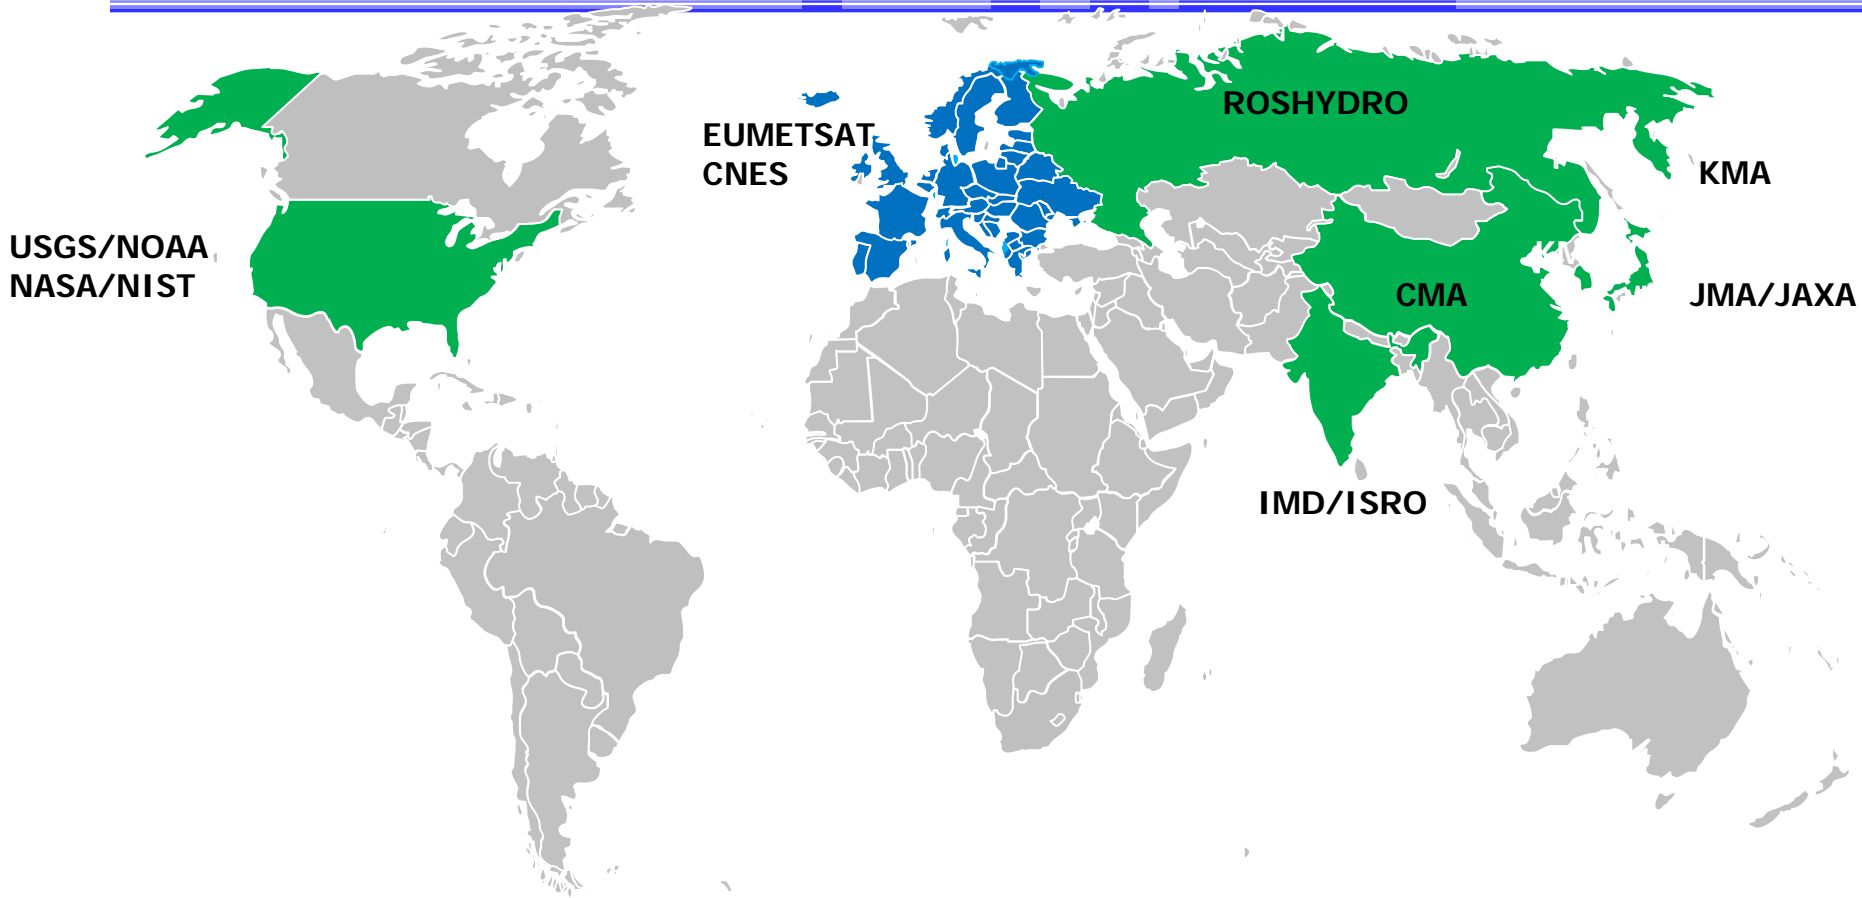 ROSHYDRO
EUMETSAT
CNES
KMA
USGS/NOAA
NASA/NIST
CMA
JMA/JAXA
IMD/ISRO